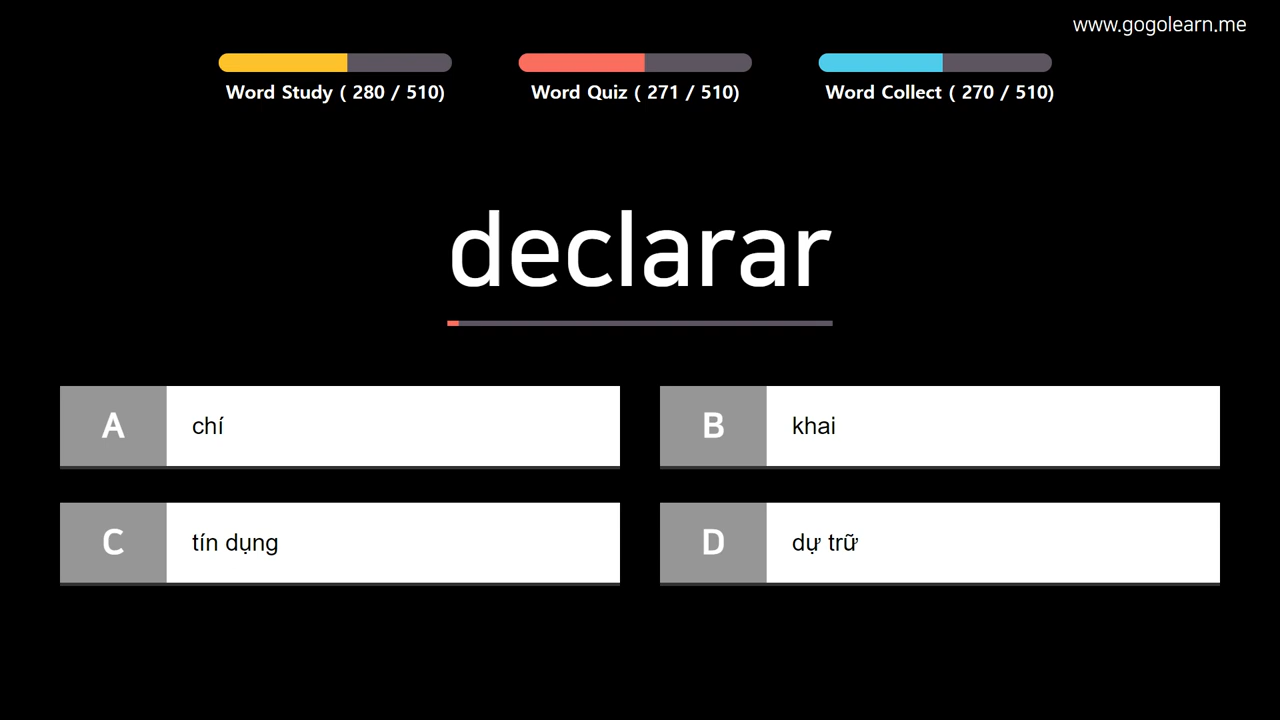 www.gogolearn.me
Word Study ( 280 / 510)
Word Quiz ( 271 / 510)
Word Collect ( 270 / 510)
declarar
A
chí
B
khai
C
tín dụng
D
dự trữ